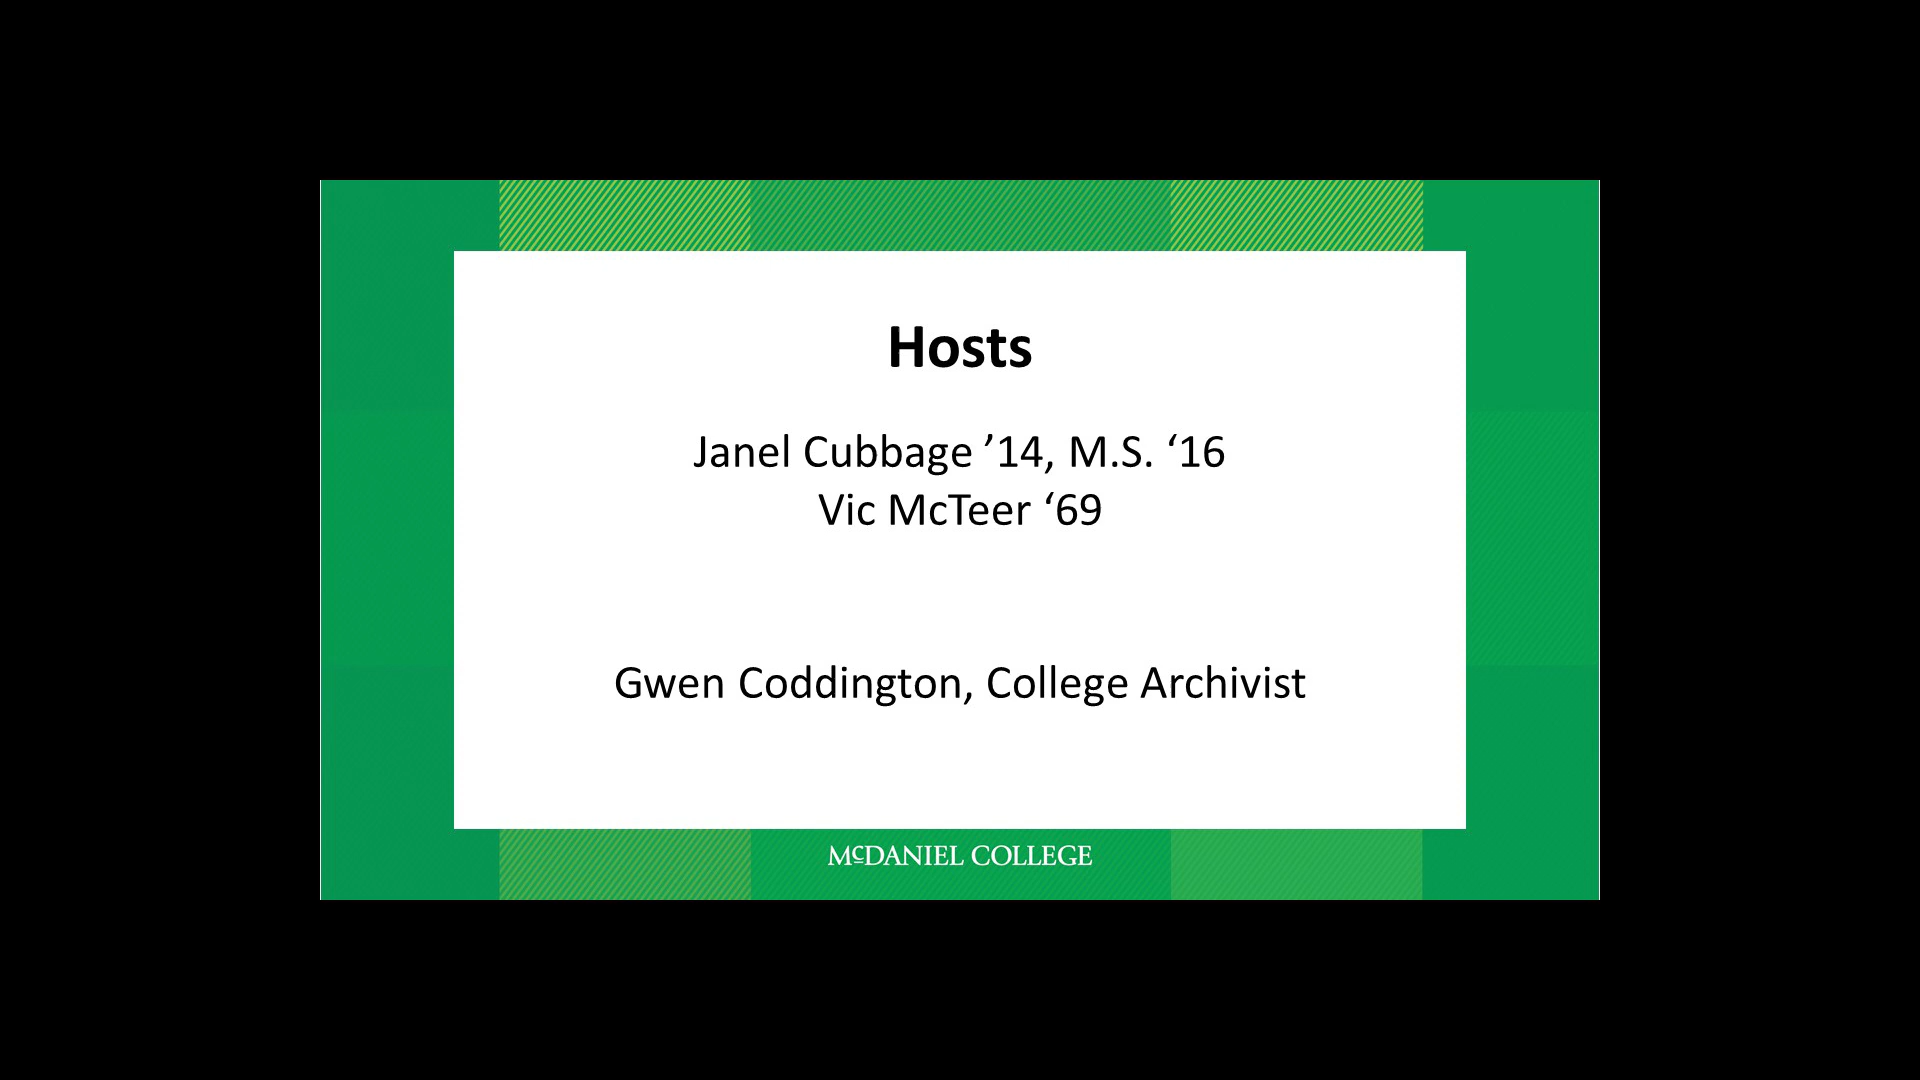 Hosts
Janel Cubbage ’14, M.S. ‘16
Vic McTeer ‘69
Gwen Coddington, College Archivist
McDANIEL COLLEGE